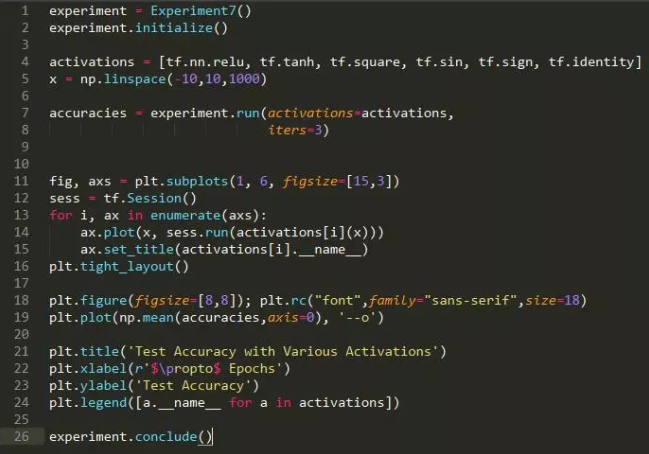 1 experiment = Experiment7()
2 experiment.initialize()
3
4 activations = [tf.nn.relu, tf.tanh, tf.square, tf.sin, tf.sign, tf.identity]
5 x = np.linspace(-10,10,1000)
6
7 accuracies = experiment.run(activations=activations,
8                             iters=3)
9
10
11 fig, axs = plt.subplots(1, 6, figsize=[15,3])
12 sess = tf.Session()
13 for i, ax in enumerate(axs):
14     ax.plot(x, sess.run(activations[i](x)))
15     ax.set_title(activations[i].__name__)
16 plt.tight_layout()
17
18 plt.figure(figsize=[8,8]); plt.rc("font",family="sans-serif",size=18)
19 plt.plot(np.mean(accuracies,axis=0), '--o')
20
21 plt.title('Test Accuracy with Various Activations')
22 plt.xlabel(r'$\propto$ Epochs')
23 plt.ylabel('Test Accuracy')
24 plt.legend([a.__name__ for a in activations])
25
26 experiment.conclude()